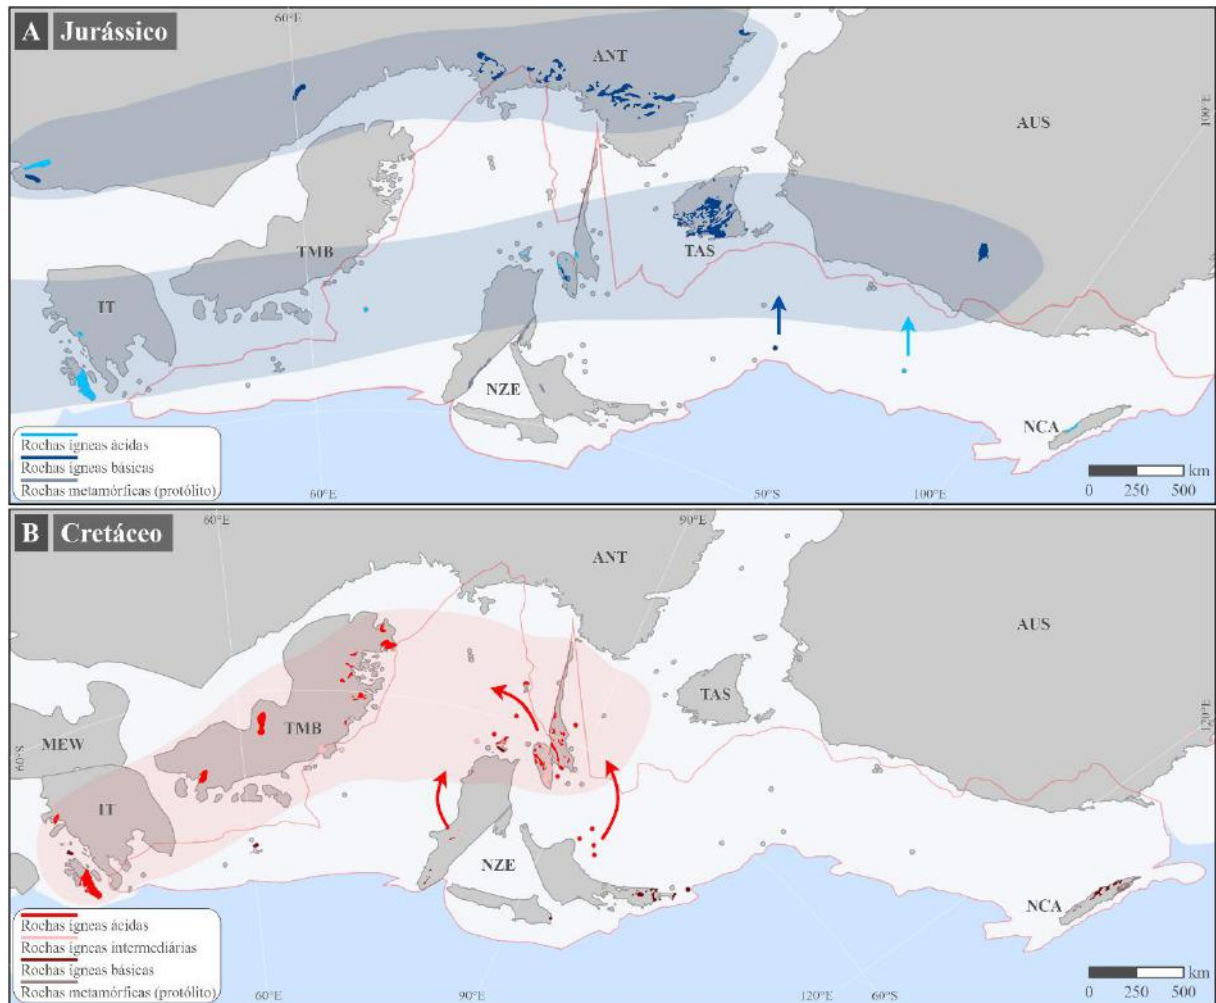 A Jurássico
60°E
ANT
AUS
100°E
TMB
TAS
IT
NZE
NCA
Rochas ígneas ácidas
Rochas ígneas básicas
Rochas metamórficas (protólito)
60°E
50°S
100°E
km
0 250 500
B Cretáceo
60°E
90°E
ANT
AUS
TAS
120°E
MEW
TMB
60°S
IT
NZE
NCA
Rochas ígneas ácidas
Rochas ígneas intermediárias
Rochas ígneas básicas
Rochas metamórficas (protólito)
60°E
90°E
120°E
60°S
km
0 250 500